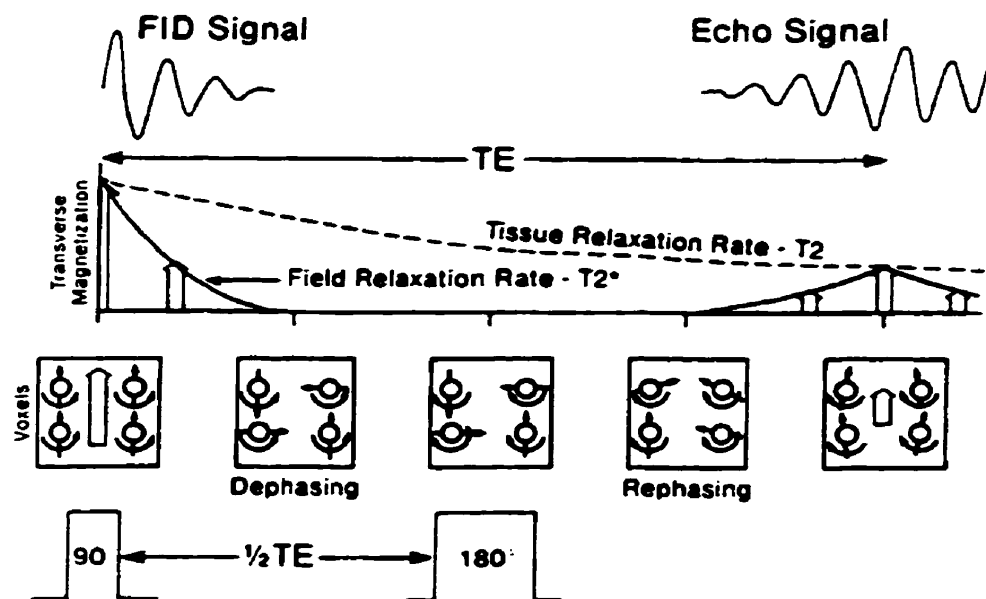 FID Signal
Echo Signal
TE
Transverse
Magnetization
Tissue Relaxation Rate - T2
Field Relaxation Rate - T2*
Voxels
Dephasing
Rephasing
90
½TE
180